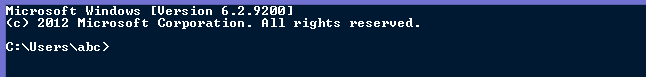 Microsoft Windows [Version 6.2.9200]
(c) 2012 Microsoft Corporation. All rights reserved.
C:\Users\abc>